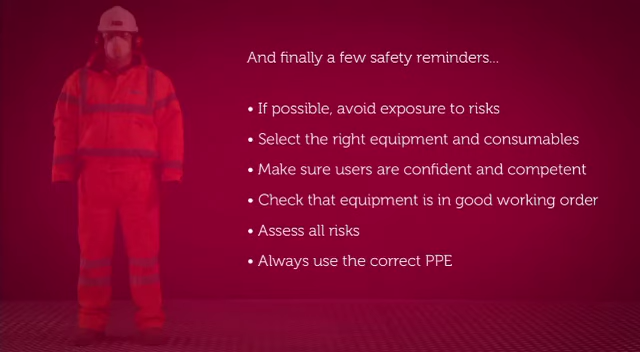 And finally a few safety reminders...
• If possible, avoid exposure to risks
• Select the right equipment and consumables
• Make sure users are confident and competent
• Check that equipment is in good working order
• Assess all risks
• Always use the correct PPE